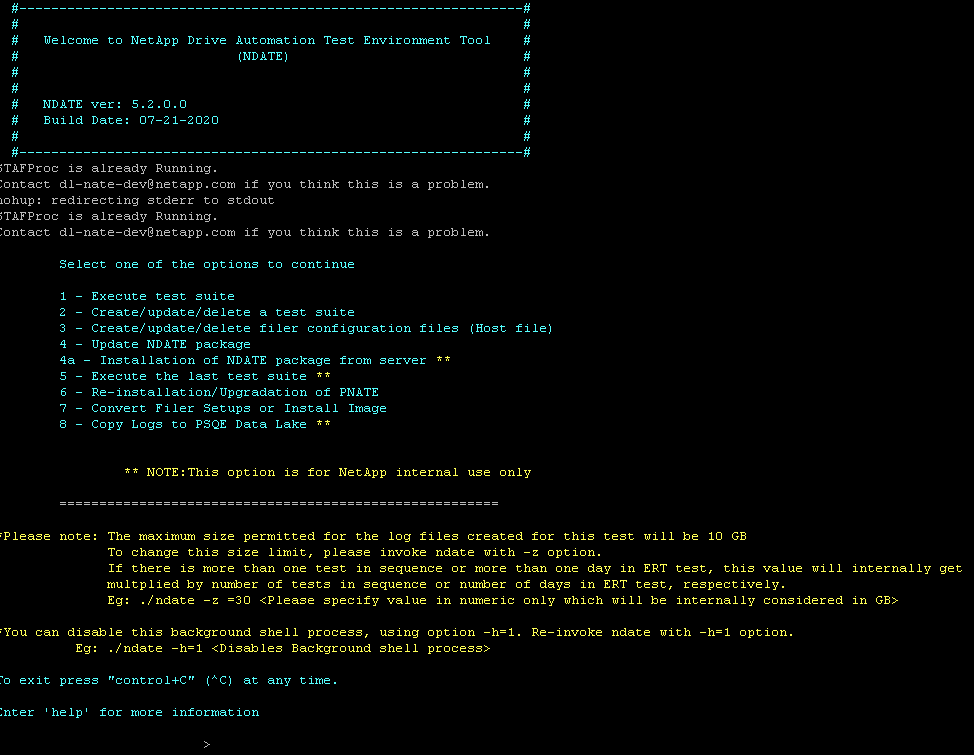 #---------------------------------------------------------------#
# #
# Welcome to NetApp Drive Automation Test Environment Tool #
# (NDATE) #
# #
# #
# NDATE ver: 5.2.0.0 #
# Build Date: 07-21-2020 #
# #
#---------------------------------------------------------------#
STAFProc is already Running.
Contact dl-nate-dev@netapp.com if you think this is a problem.
nohup: redirecting stderr to stdout
STAFProc is already Running.
Contact dl-nate-dev@netapp.com if you think this is a problem.
Select one of the options to continue
1 - Execute test suite
2 - Create/update/delete a test suite
3 - Create/update/delete filer configuration files (Host file)
4 - Update NDATE package
4a - Installation of NDATE package from server **
5 - Execute the last test suite **
6 - Re-installation/Upgradation of PNATE
7 - Convert Filer Setups or Install Image
8 - Copy Logs to PSQE Data Lake **
** NOTE:This option is for NetApp internal use only
=======================================================
*Please note: The maximum size permitted for the log files created for this test will be 10 GB
To change this size limit, please invoke ndate with -z option.
If there is more than one test in sequence or more than one day in ERT test, this value will internally get
multplied by number of tests in sequence or number of days in ERT test, respectively.
Eg: ./ndate -z =30 <Please specify value in numeric only which will be internally considered in GB>
*You can disable this background shell process, using option -h=1. Re-invoke ndate with -h=1 option.
Eg: ./ndate -h=1 <Disables Background shell process>
To exit press "control+C" (^C) at any time.
Enter 'help' for more information
>